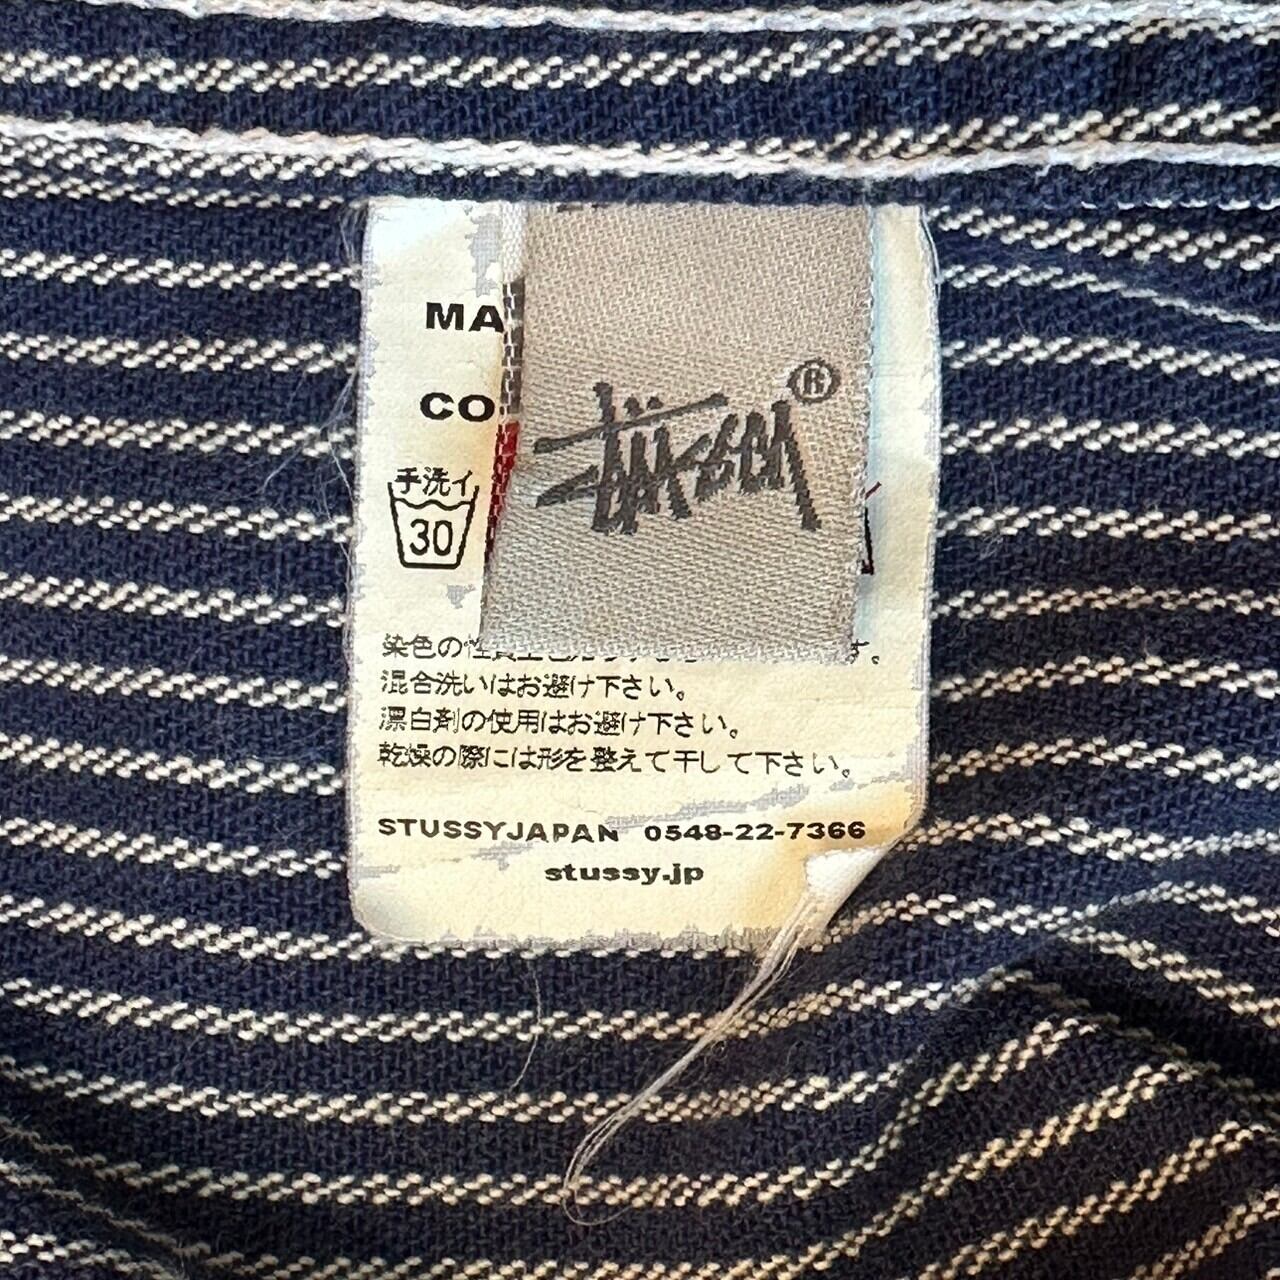 MA
CO
手洗イ
30
stüssy®
染色の性質上色
混合洗いはお避け下さい。
漂白剤の使用はお避け下さい。
乾燥の際には形を整えて干して下さい。
STUSSYJAPAN 0548-22-7366
stussy.jp